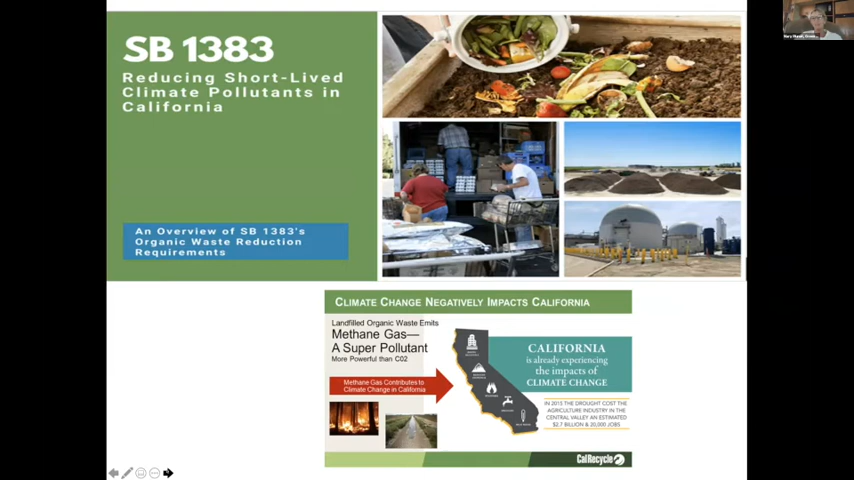 SB 1383
Reducing Short-Lived
Climate Pollutants in
California
An Overview of SB 1383's
Organic Waste Reduction
Requirements
CLIMATE CHANGE NEGATIVELY IMPACTS CALIFORNIA
Landfilled Organic Waste Emits
Methane Gas—
A Super Pollutant
More Powerful than C02
Methane Gas Contributes to
Climate Change in California
CALIFORNIA
is already experiencing
the impacts of
CLIMATE CHANGE
IN 2015 THE DROUGHT COST THE
AGRICULTURE INDUSTRY IN THE
CENTRAL VALLEY AN ESTIMATED
$2.7 BILLION & 20,000 JOBS
CalRecycle